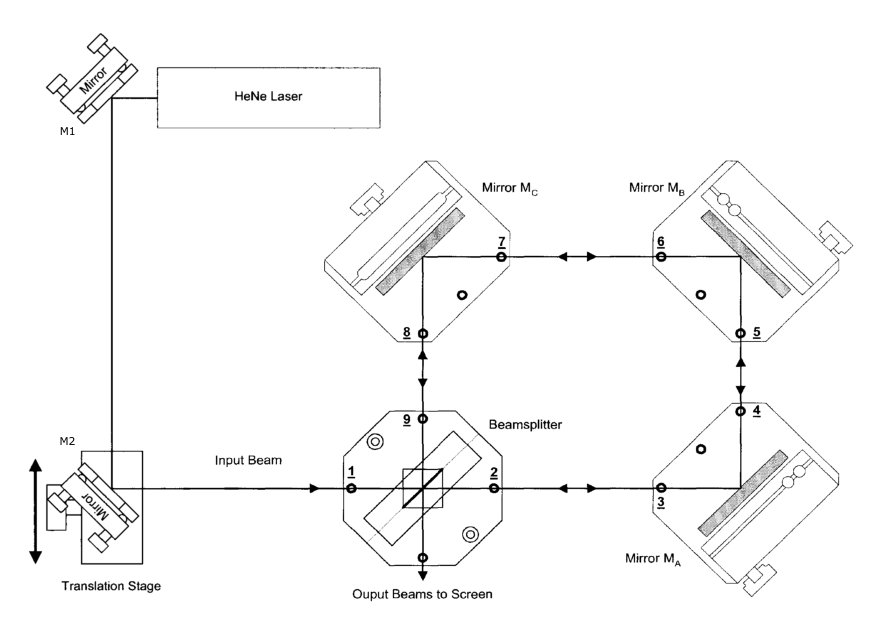 Mirror
HeNe Laser
M1
Mirror M_C
Mirror M_B
7
6
8
5
9
Beamsplitter
4
M2
Input Beam
1
2
3
Mirror
Mirror M_A
Translation Stage
Ouput Beams to Screen